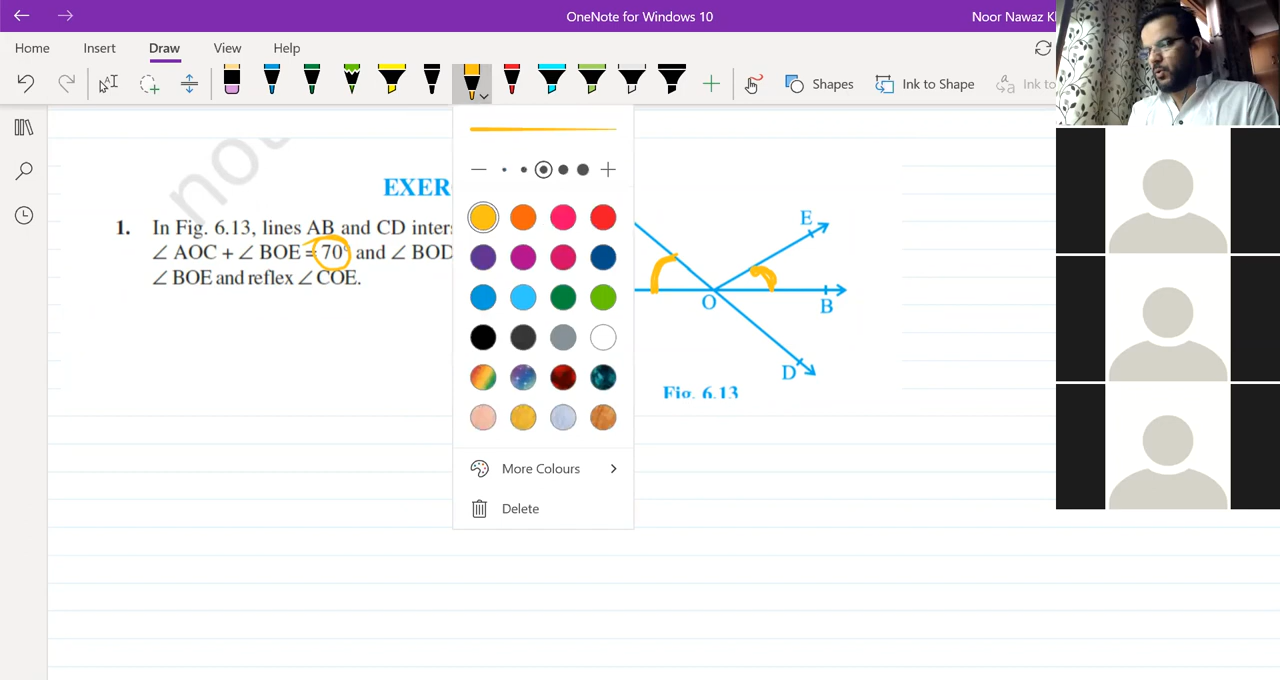 OneNote for Windows 10
Noor Nawaz
Home Insert Draw View Help
Shapes Ink to Shape Ink to
not
EXER
1. In Fig. 6.13, lines AB and CD inter
∠ AOC + ∠ BOE = 70° and ∠ BOD
∠ BOE and reflex ∠ COE.
E
O
B
D
Fig. 6.13
More Colours
Delete